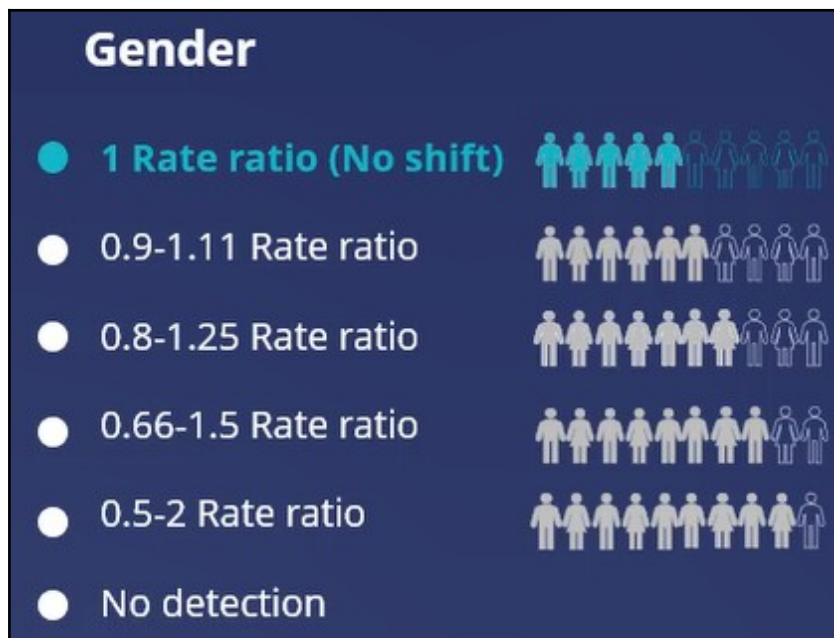 Gender
1 Rate ratio (No shift)
0.9-1.11 Rate ratio
0.8-1.25 Rate ratio
0.66-1.5 Rate ratio
0.5-2 Rate ratio
No detection